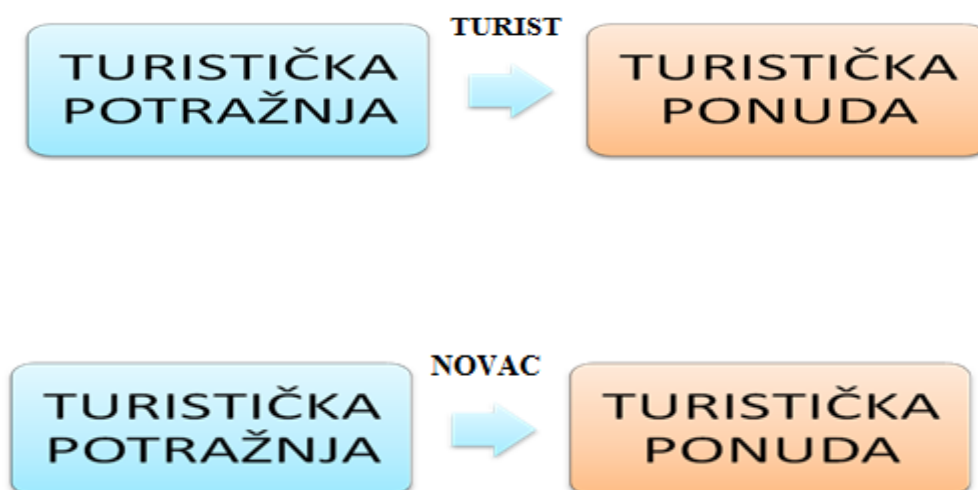 TURIST
TURISTIČKA
POTRAŽNJA
TURISTIČKA
PONUDA
NOVAC
TURISTIČKA
POTRAŽNJA
TURISTIČKA
PONUDA